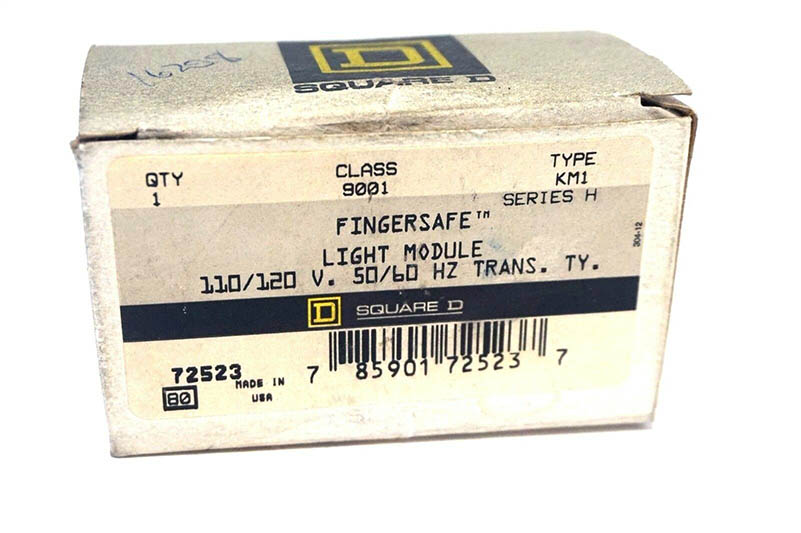 16257
D
SQUARE D
QTY CLASS TYPE
1 9001 KM1
SERIES H
FINGERSAFE™
LIGHT MODULE
110/120 V. 50/60 HZ TRANS. TY.
304-12
D SQUARE D
72523
80
MADE IN
USA
7 85901 72523 7